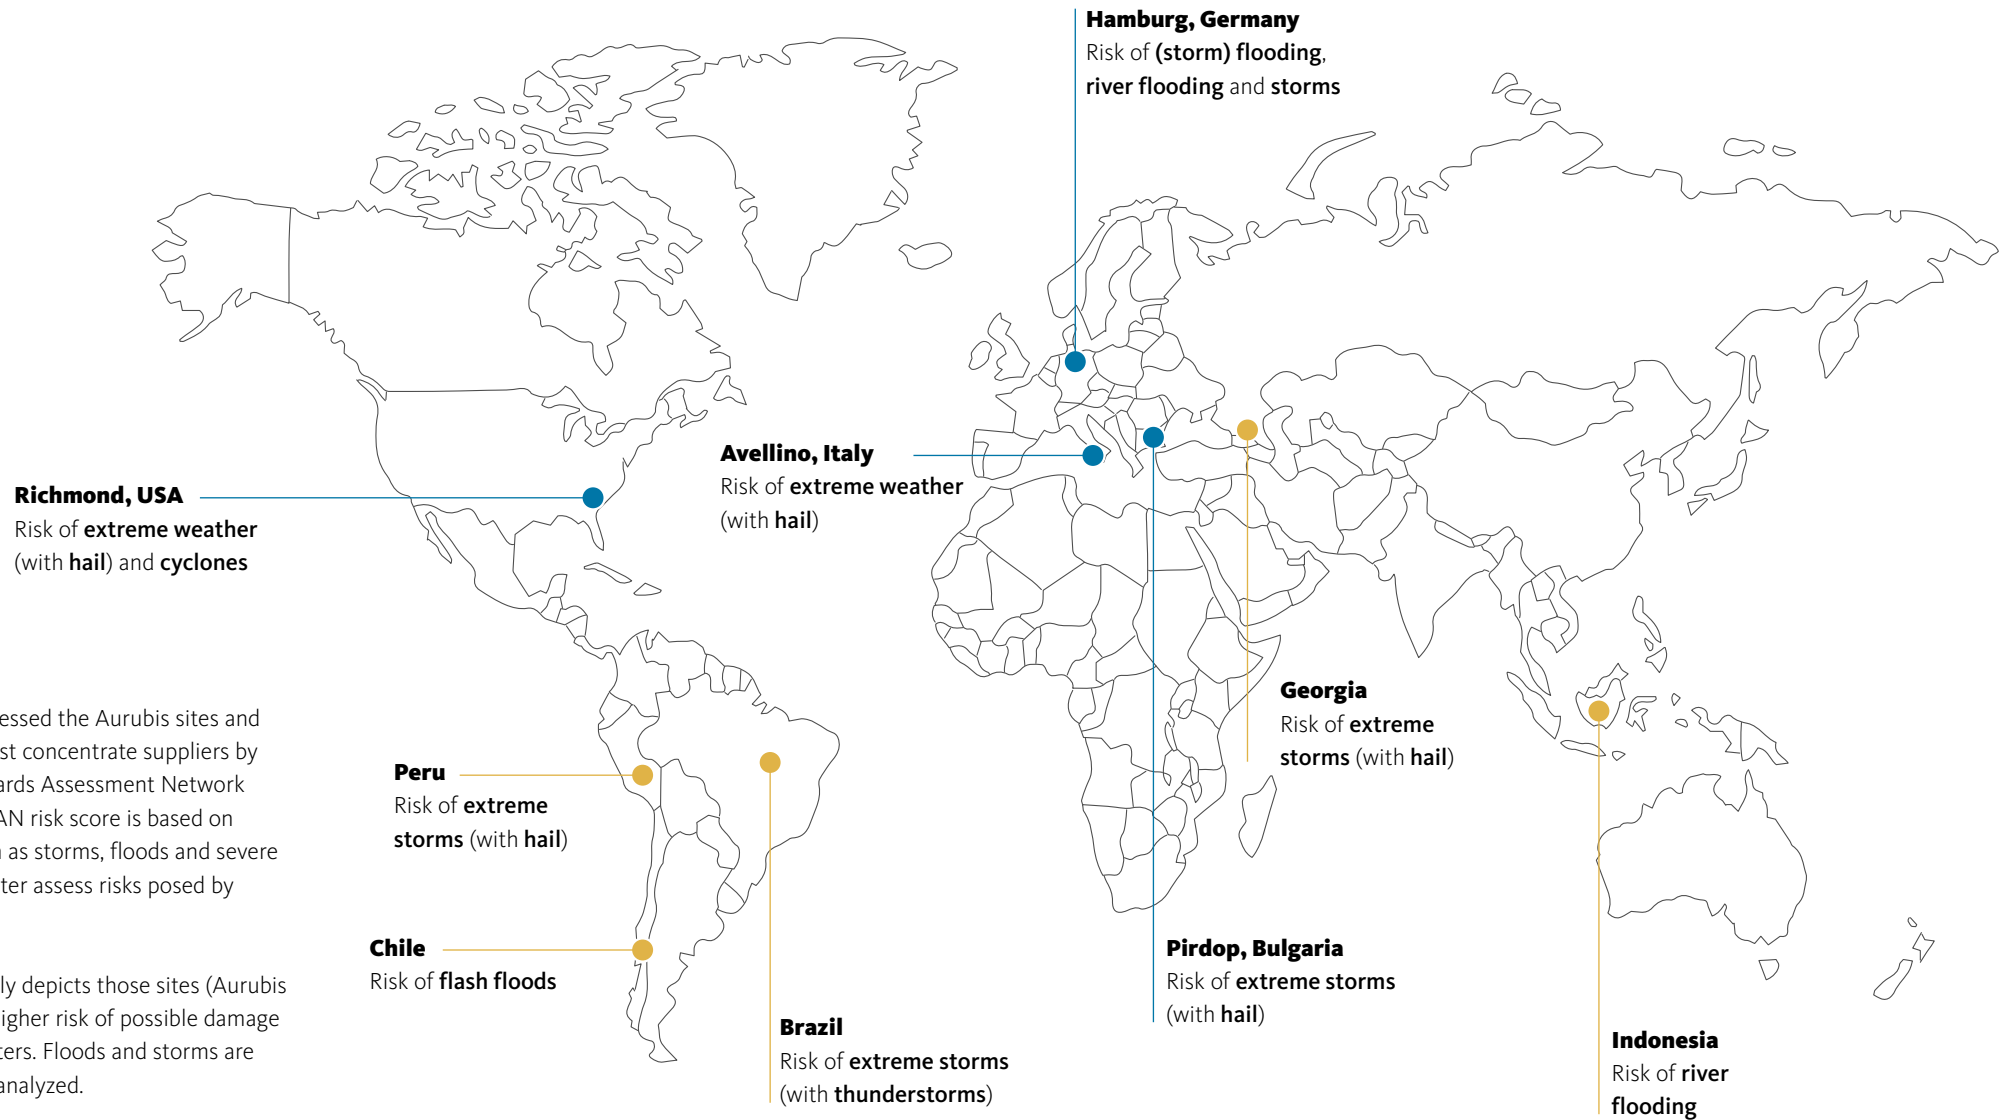 Hamburg, Germany
Risk of (storm) flooding,
river flooding and storms
Avellino, Italy
Risk of extreme weather
(with hail)
Richmond, USA
Risk of extreme weather
(with hail) and cyclones
Georgia
Risk of extreme
storms (with hail)
essed the Aurubis sites and
st concentrate suppliers by
ards Assessment Network
AN risk score is based on
n as storms, floods and severe
ter assess risks posed by
Peru
Risk of extreme
storms (with hail)
Chile
Risk of flash floods
Pirdop, Bulgaria
Risk of extreme storms
(with hail)
ly depicts those sites (Aurubis
igher risk of possible damage
ters. Floods and storms are
analyzed.
Brazil
Risk of extreme storms
(with thunderstorms)
Indonesia
Risk of river
flooding